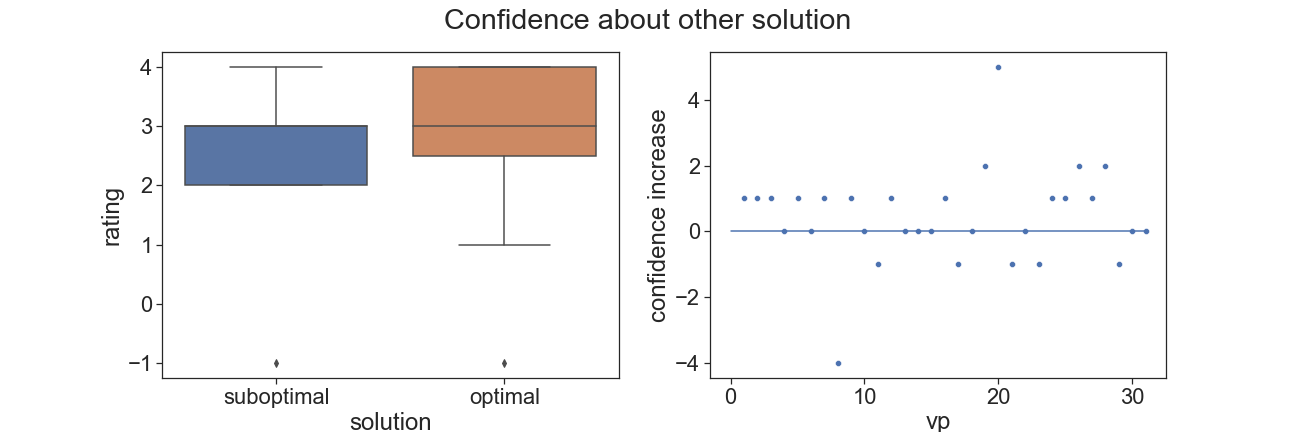 Confidence about other solution
4
3
2
1
0
−1
rating
suboptimal
optimal
solution
4
2
0
−2
−4
confidence increase
0
10
20
30
vp